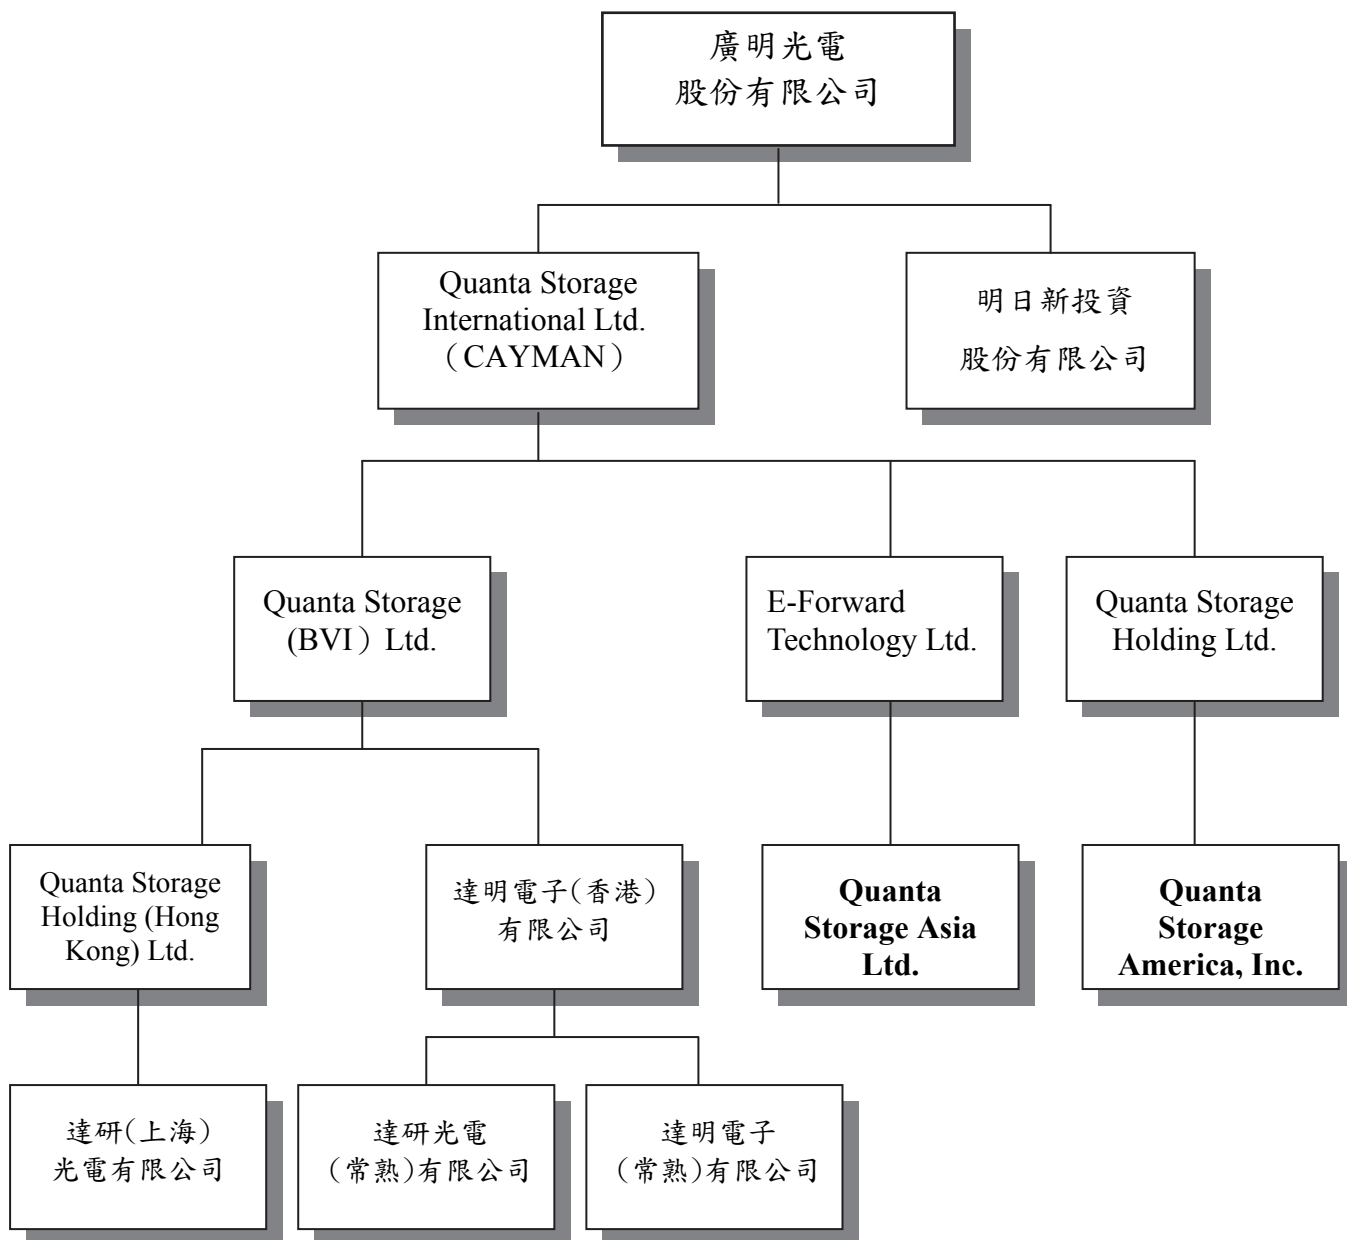 廣明光電
股份有限公司
Quanta Storage
International Ltd.
（CAYMAN）
明日新投資
股份有限公司
Quanta Storage
(BVI）Ltd.
E-Forward
Technology Ltd.
Quanta Storage
Holding Ltd.
Quanta Storage
Holding (Hong
Kong) Ltd.
達明電子(香港)
有限公司
Quanta
Storage Asia
Ltd.
Quanta
Storage
America, Inc.
達研(上海)
光電有限公司
達研光電
(常熟)有限公司
達明電子
(常熟)有限公司